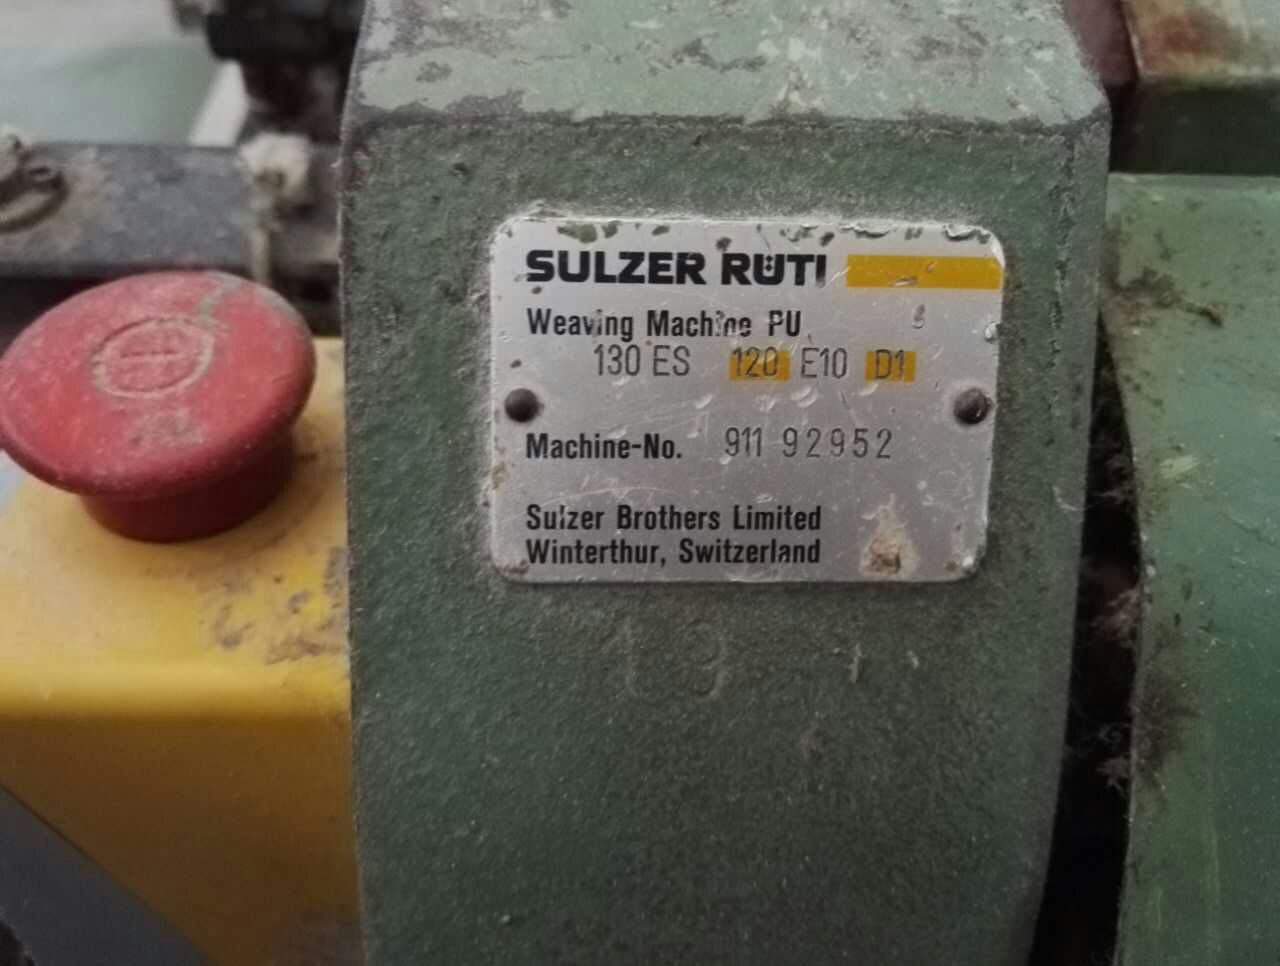 SULZER RÜTI
Weaving Machine PU
130 ES 120 E10 D1
Machine-No. 911 92952
Sulzer Brothers Limited
Winterthur, Switzerland
19